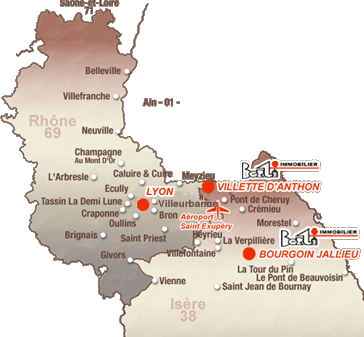 Saône-et-Loire
71
Belleville
Villefranche
Ain - 01 -
Rhône
69
Neuville
Champagne
Au Mont D'Or
L'Arbresle
Caluire & Cuire
Meyzieu
BERLIN IMMOBILIER
Ecully
LYON
VILLETTE D'ANTHON
Tassin La Demi Lune
Villeurbanne
Pont de Cheruy
Craponne
Bron
Crémieu
Oullins
Aéroport
Saint Exupéry
Morestel
Brignais
Saint Priest
Heyrieu
La Verpillière
IMMOBILIER
Villefontaine
BOURGOIN JALLIEU
Givors
La Tour du Pin
Le Pont de Beauvoisin
Vienne
Saint Jean de Bournay
Isère
38